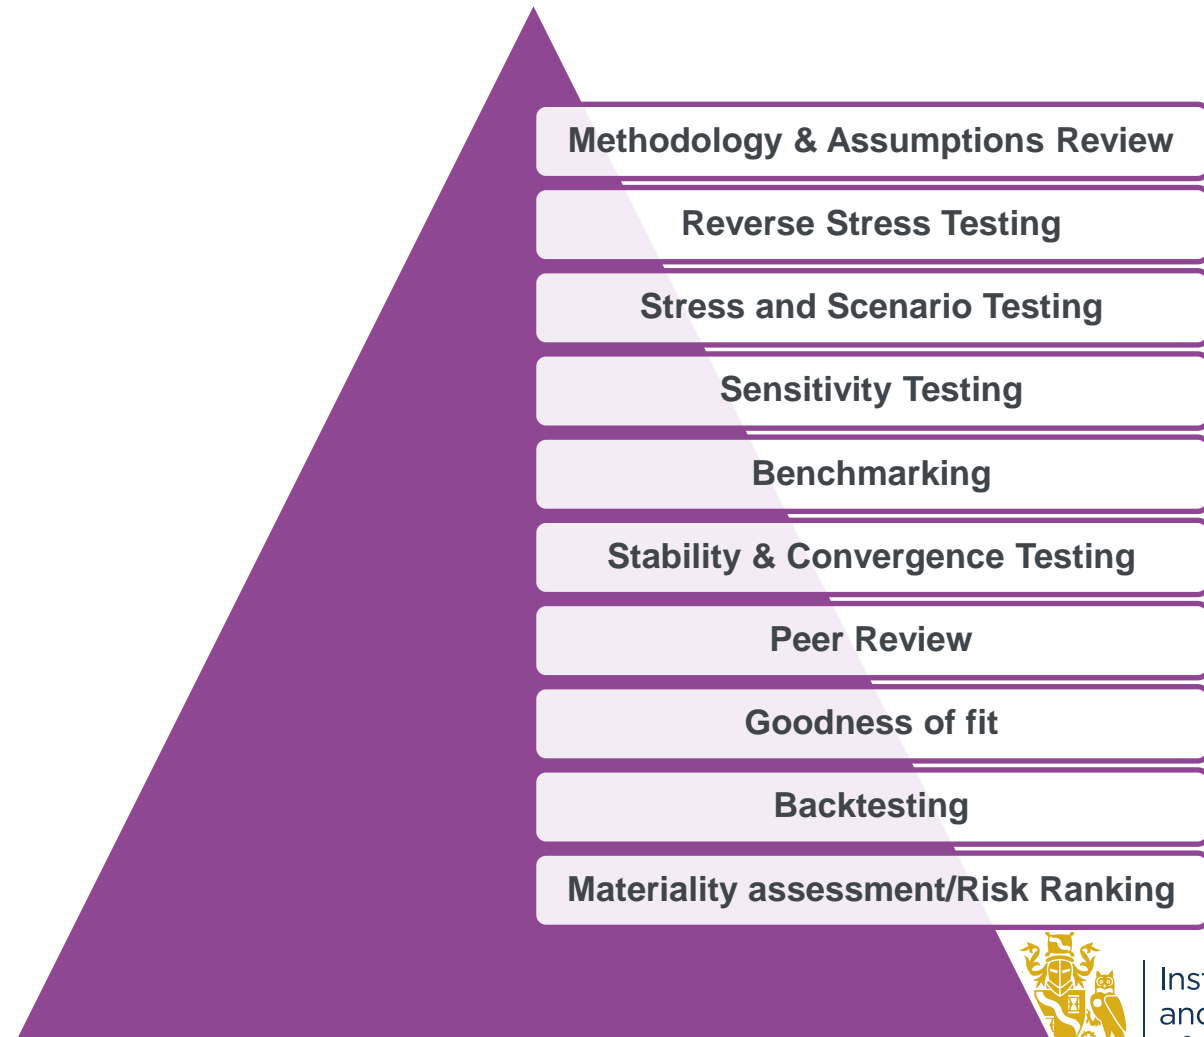 Methodology & Assumptions Review
Reverse Stress Testing
Stress and Scenario Testing
Sensitivity Testing
Benchmarking
Stability & Convergence Testing
Peer Review
Goodness of fit
Backtesting
Materiality assessment/Risk Ranking